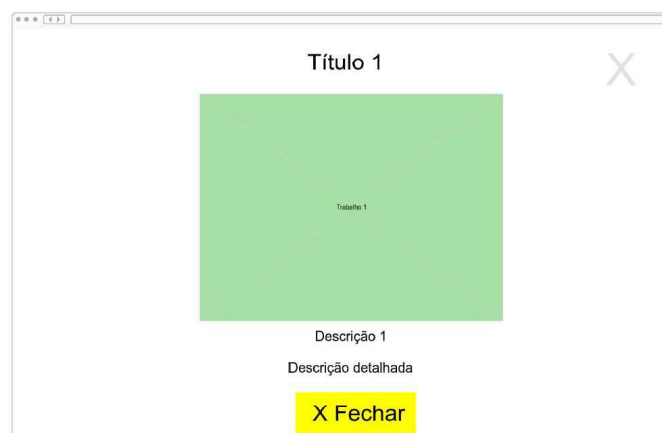 Título 1
X
Trabalho 1
Descrição 1
Descrição detalhada
X Fechar